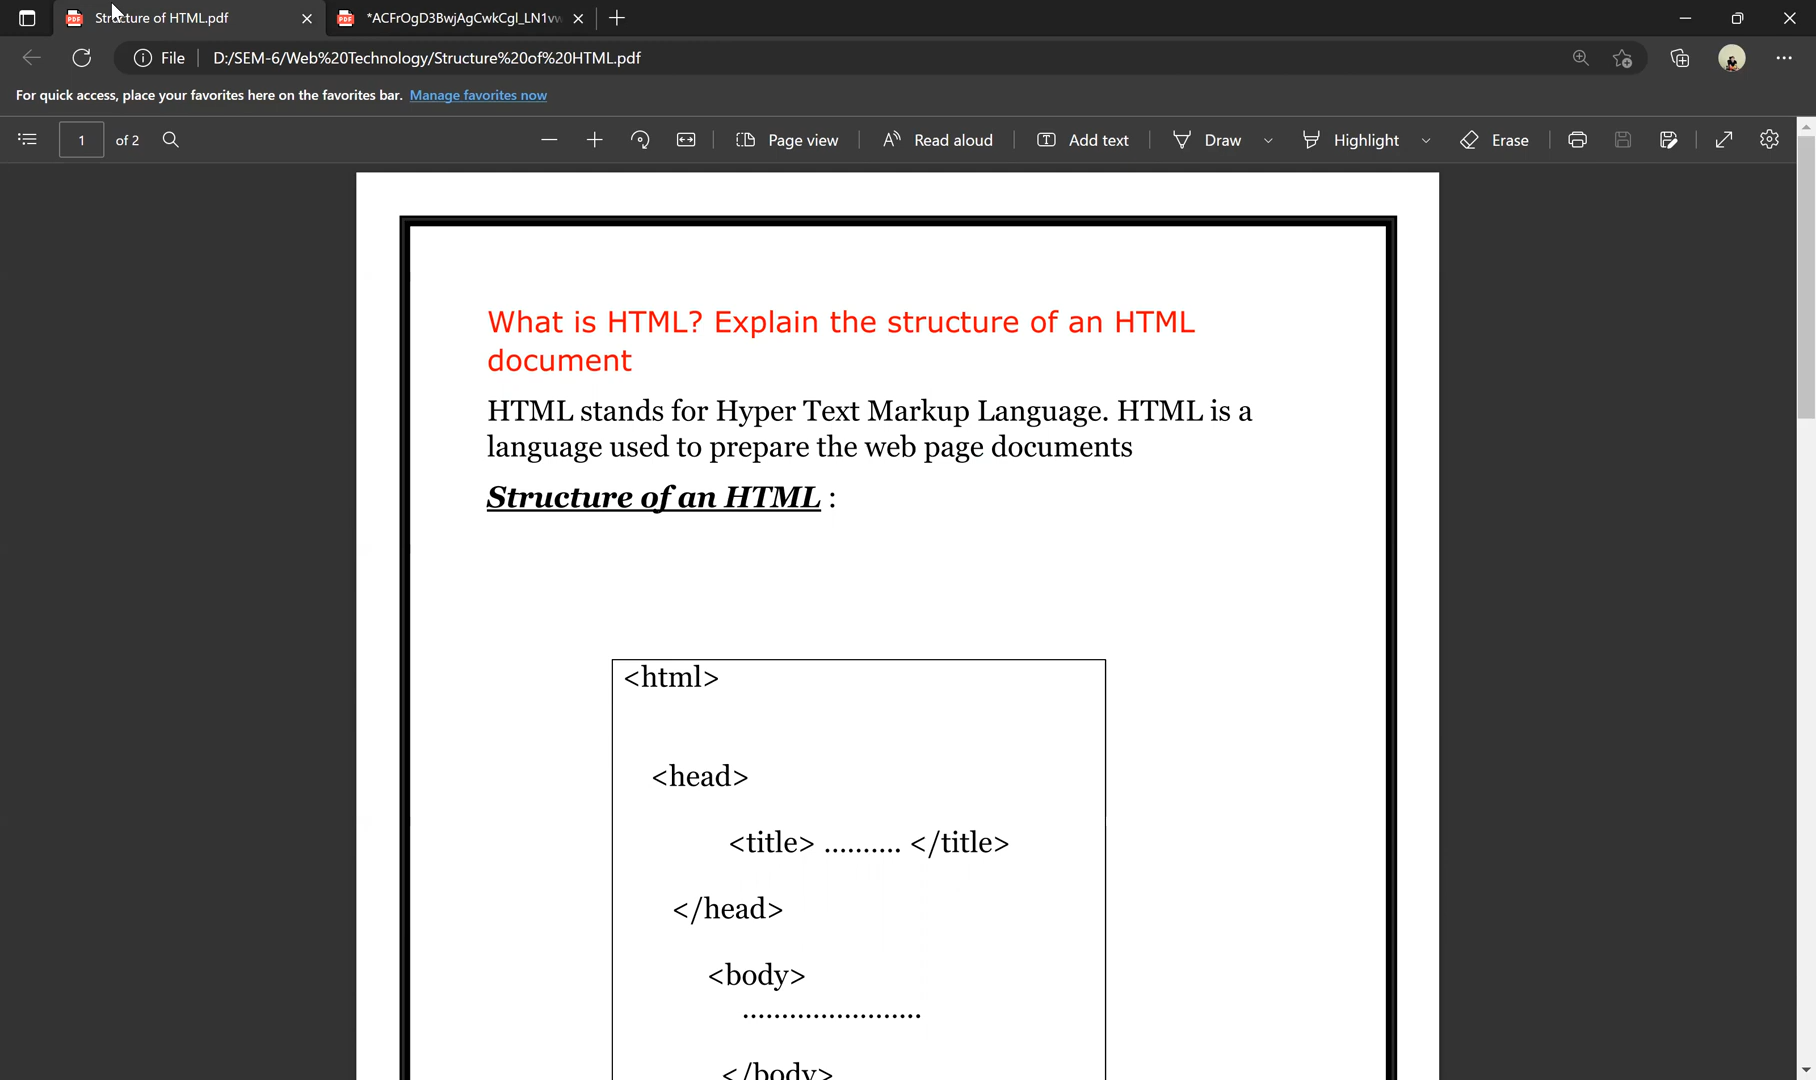 Structure of HTML.pdf
*ACFrOgD3BwjAgCwkCgl_LN1vw
File
D:/SEM-6/Web%20Technology/Structure%20of%20HTML.pdf
For quick access, place your favorites here on the favorites bar. Manage favorites now
1 of 2
Page view
Read aloud
Add text
Draw
Highlight
Erase
What is HTML? Explain the structure of an HTML
document
HTML stands for Hyper Text Markup Language. HTML is a
language used to prepare the web page documents
Structure of an HTML :
<html>
<head>
<title> .......... </title>
</head>
<body>
.......................
</body>